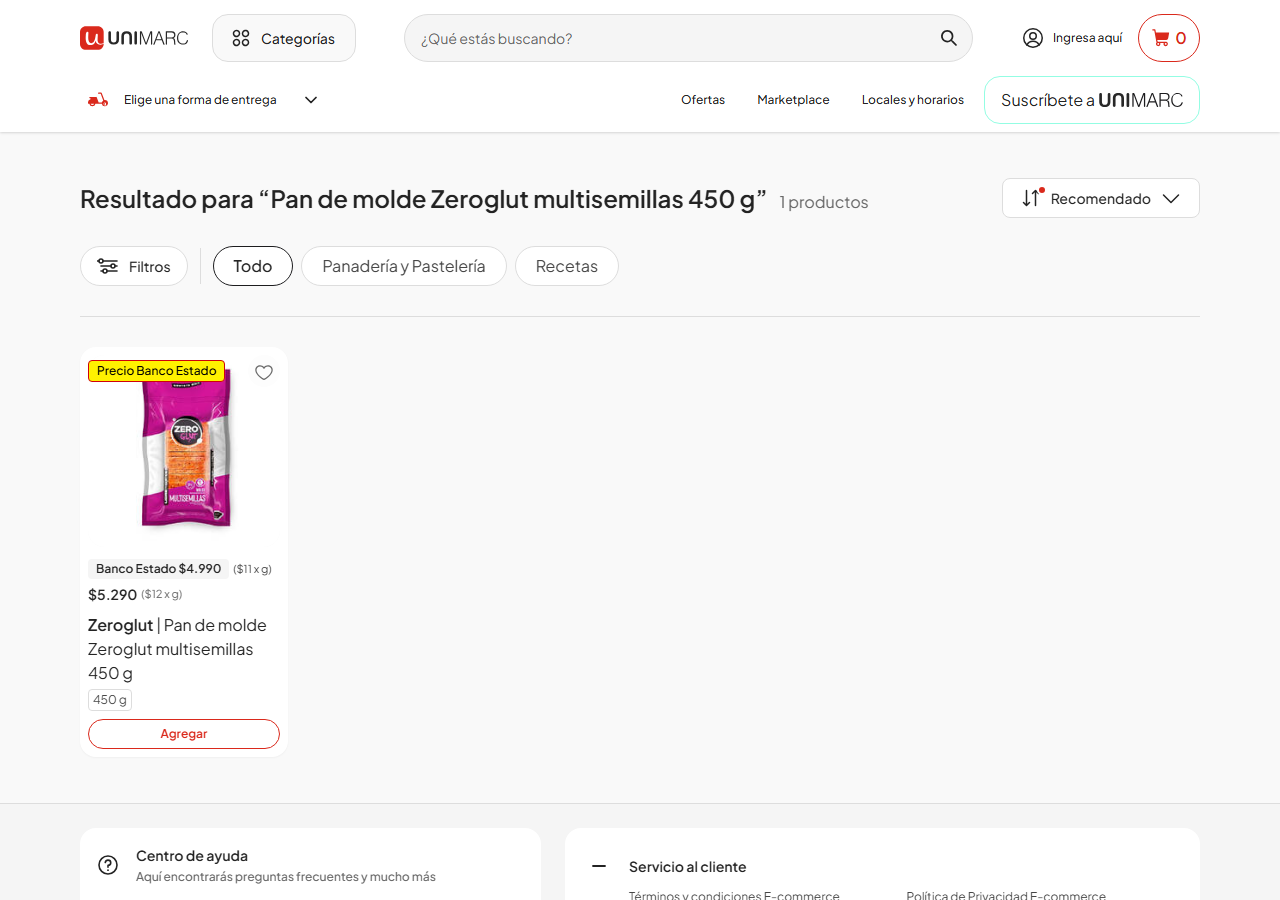 UNIMARC
Categorías
¿Qué estás buscando?
Ingresa aquí
0
Elige una forma de entrega
Ofertas
Marketplace
Locales y horarios
Suscríbete a UNIMARC
Resultado para “Pan de molde Zeroglut multisemillas 450 g” 1 productos
Recomendado
Filtros
Todo
Panadería y Pastelería
Recetas
Precio Banco Estado
ZERO
GLUT
MULTISEMILLAS
Banco Estado $4.990 ($11 x g)
$5.290 ($12 x g)
Zeroglut | Pan de molde
Zeroglut multisemillas
450 g
450 g
Agregar
Centro de ayuda
Aquí encontrarás preguntas frecuentes y mucho más
Servicio al cliente
Términos y condiciones E-commerce
Política de Privacidad E-commerce